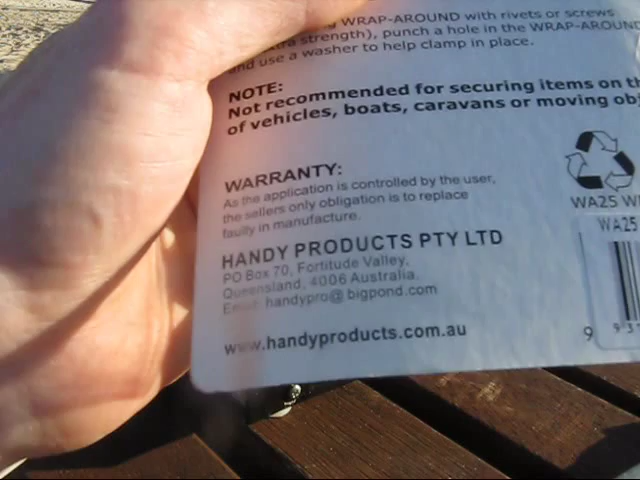 WRAP-AROUND with rivets or screws
strength), punch a hole in the WRAP-AROUND
and use a washer to help clamp in place.
NOTE:
Not recommended for securing items on
of vehicles, boats, caravans or moving
WARRANTY:
As the application is controlled by the user,
the sellers only obligation is to replace
faulty in manufacture.
HANDY PRODUCTS PTY LTD
PO Box 70, Fortitude Valley,
Queensland, 4006 Australia.
Email: handypro@bigpond.com
www.handyproducts.com.au
WA25
WA25
9